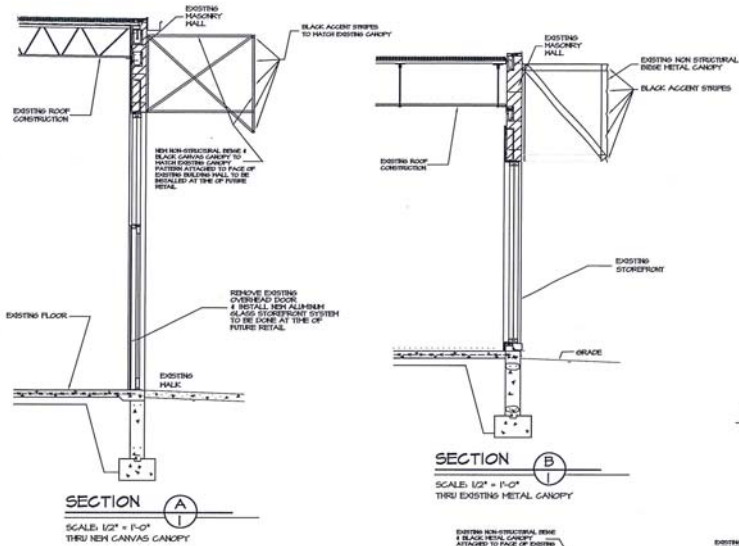 EXISTING
MASONRY
WALL
BLACK ACCENT STRIPES
TO MATCH EXISTING CANOPY
EXISTING ROOF
CONSTRUCTION
NEW NON-STRUCTURAL BEIGE &
BLACK CANVAS CANOPY TO
MATCH EXISTING CANOPY
PATTERN ATTACHED TO FACE OF
EXISTING BUILDING WALL TO BE
INSTALLED AT TIME OF FUTURE
RETAIL
REMOVE EXISTING
OVERHEAD DOOR
& INSTALL NEW ALUMINUM
GLASS STOREFRONT SYSTEM
TO BE DONE AT TIME OF
FUTURE RETAIL
EXISTING FLOOR
EXISTING
WALK
SECTION A
1
SCALE: 1/2" = 1'-0"
THRU NEW CANVAS CANOPY
EXISTING
MASONRY
WALL
EXISTING NON STRUCTURAL
BEIGE METAL CANOPY
BLACK ACCENT STRIPES
EXISTING ROOF
CONSTRUCTION
EXISTING
STOREFRONT
GRADE
SECTION B
1
SCALE: 1/2" = 1'-0"
THRU EXISTING METAL CANOPY
EXISTING NON-STRUCTURAL BEIGE
& BLACK METAL CANOPY
ATTACHED TO FACE OF EXISTING
EXISTING